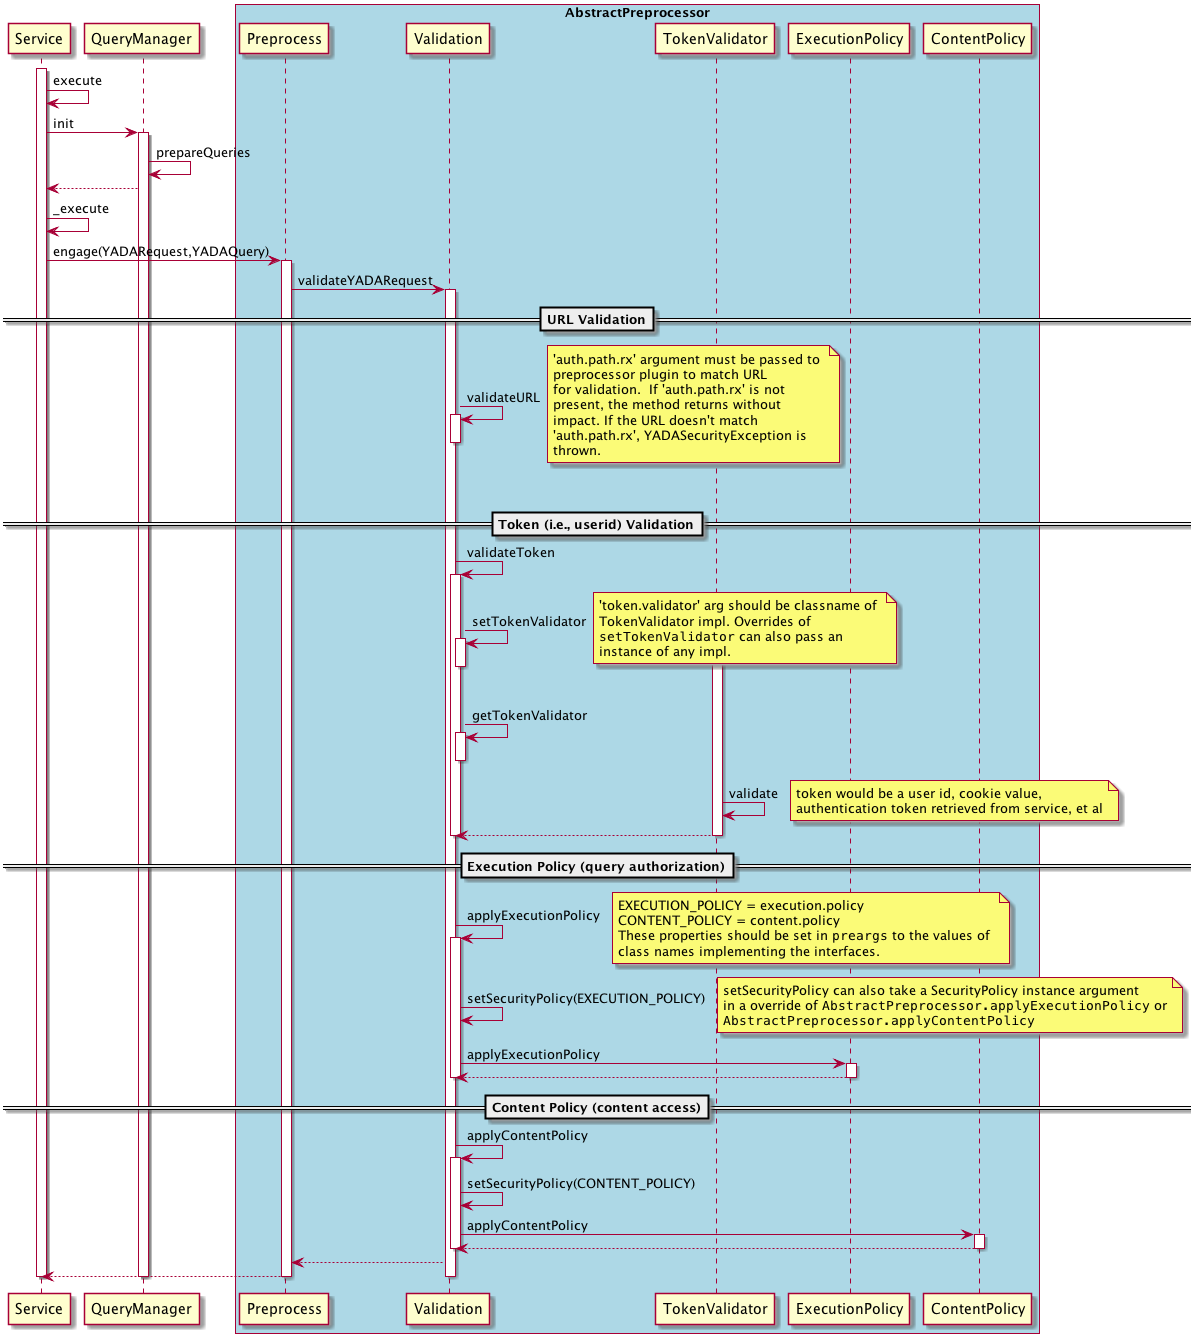 AbstractPreprocessor
Service QueryManager Preprocess Validation TokenValidator ExecutionPolicy ContentPolicy
execute
init
prepareQueries
_execute
engage(YADARequest,YADAQuery)
validateYADARequest
URL Validation
'auth.path.rx' argument must be passed to
preprocessor plugin to match URL
for validation.  If 'auth.path.rx' is not
present, the method returns without
impact. If the URL doesn't match
'auth.path.rx', YADASecurityException is
thrown.
validateURL
Token (i.e., userid) Validation
validateToken
'token.validator' arg should be classname of
TokenValidator impl. Overrides of
setTokenValidator can also pass an
instance of any impl.
setTokenValidator
getTokenValidator
validate
token would be a user id, cookie value,
authentication token retrieved from service, et al
Execution Policy (query authorization)
applyExecutionPolicy
EXECUTION_POLICY = execution.policy
CONTENT_POLICY = content.policy
These properties should be set in preargs to the values of
class names implementing the interfaces.
setSecurityPolicy(EXECUTION_POLICY)
setSecurityPolicy can also take a SecurityPolicy instance argument
in a override of AbstractPreprocessor.applyExecutionPolicy or
AbstractPreprocessor.applyContentPolicy
applyExecutionPolicy
Content Policy (content access)
applyContentPolicy
setSecurityPolicy(CONTENT_POLICY)
applyContentPolicy
Service QueryManager Preprocess Validation TokenValidator ExecutionPolicy ContentPolicy